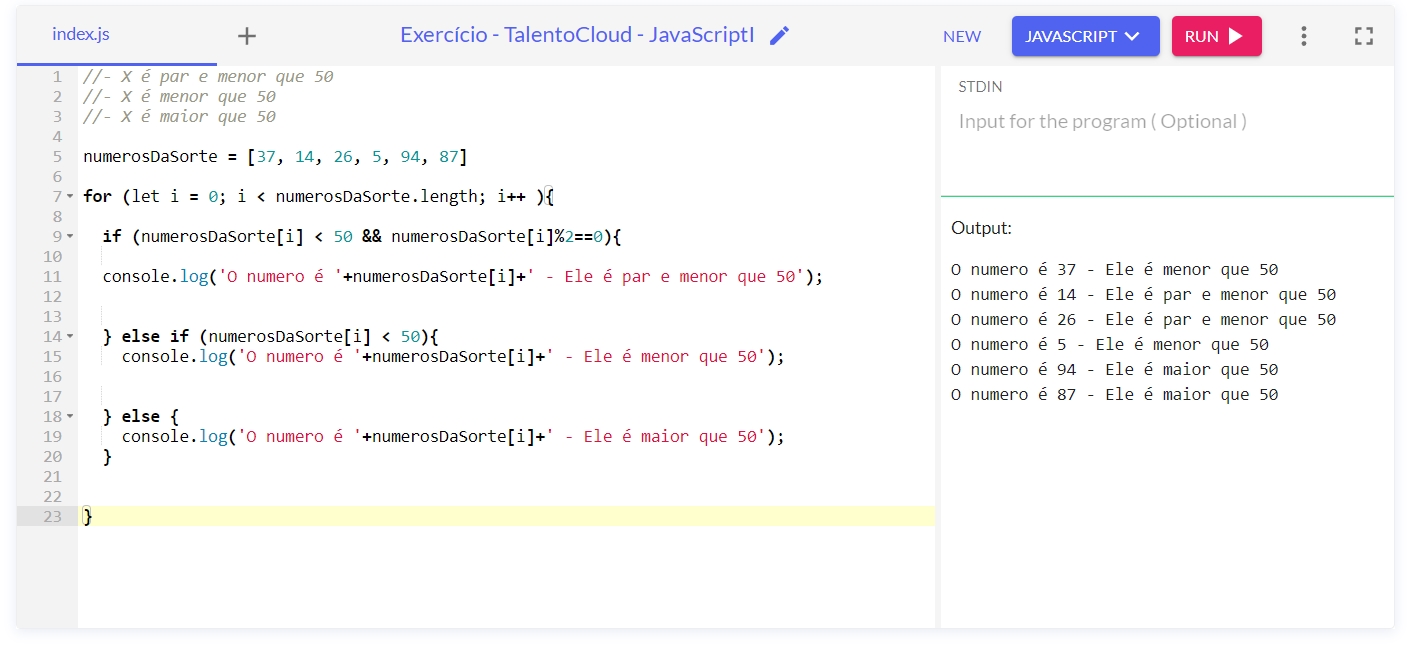 index.js
Exercício - TalentoCloud - JavaScriptI
NEW
JAVASCRIPT
RUN
1 //- X é par e menor que 50
2 //- X é menor que 50
3 //- X é maior que 50
4
5 numerosDaSorte = [37, 14, 26, 5, 94, 87]
6
7 for (let i = 0; i < numerosDaSorte.length; i++ ){
8
9 if (numerosDaSorte[i] < 50 && numerosDaSorte[i]%2==0){
10
11 console.log('O numero é '+numerosDaSorte[i]+' - Ele é par e menor que 50');
12
13
14 } else if (numerosDaSorte[i] < 50){
15 console.log('O numero é '+numerosDaSorte[i]+' - Ele é menor que 50');
16
17
18 } else {
19 console.log('O numero é '+numerosDaSorte[i]+' - Ele é maior que 50');
20 }
21
22
23 }
STDIN
Input for the program ( Optional )
Output:
O numero é 37 - Ele é menor que 50
O numero é 14 - Ele é par e menor que 50
O numero é 26 - Ele é par e menor que 50
O numero é 5 - Ele é menor que 50
O numero é 94 - Ele é maior que 50
O numero é 87 - Ele é maior que 50